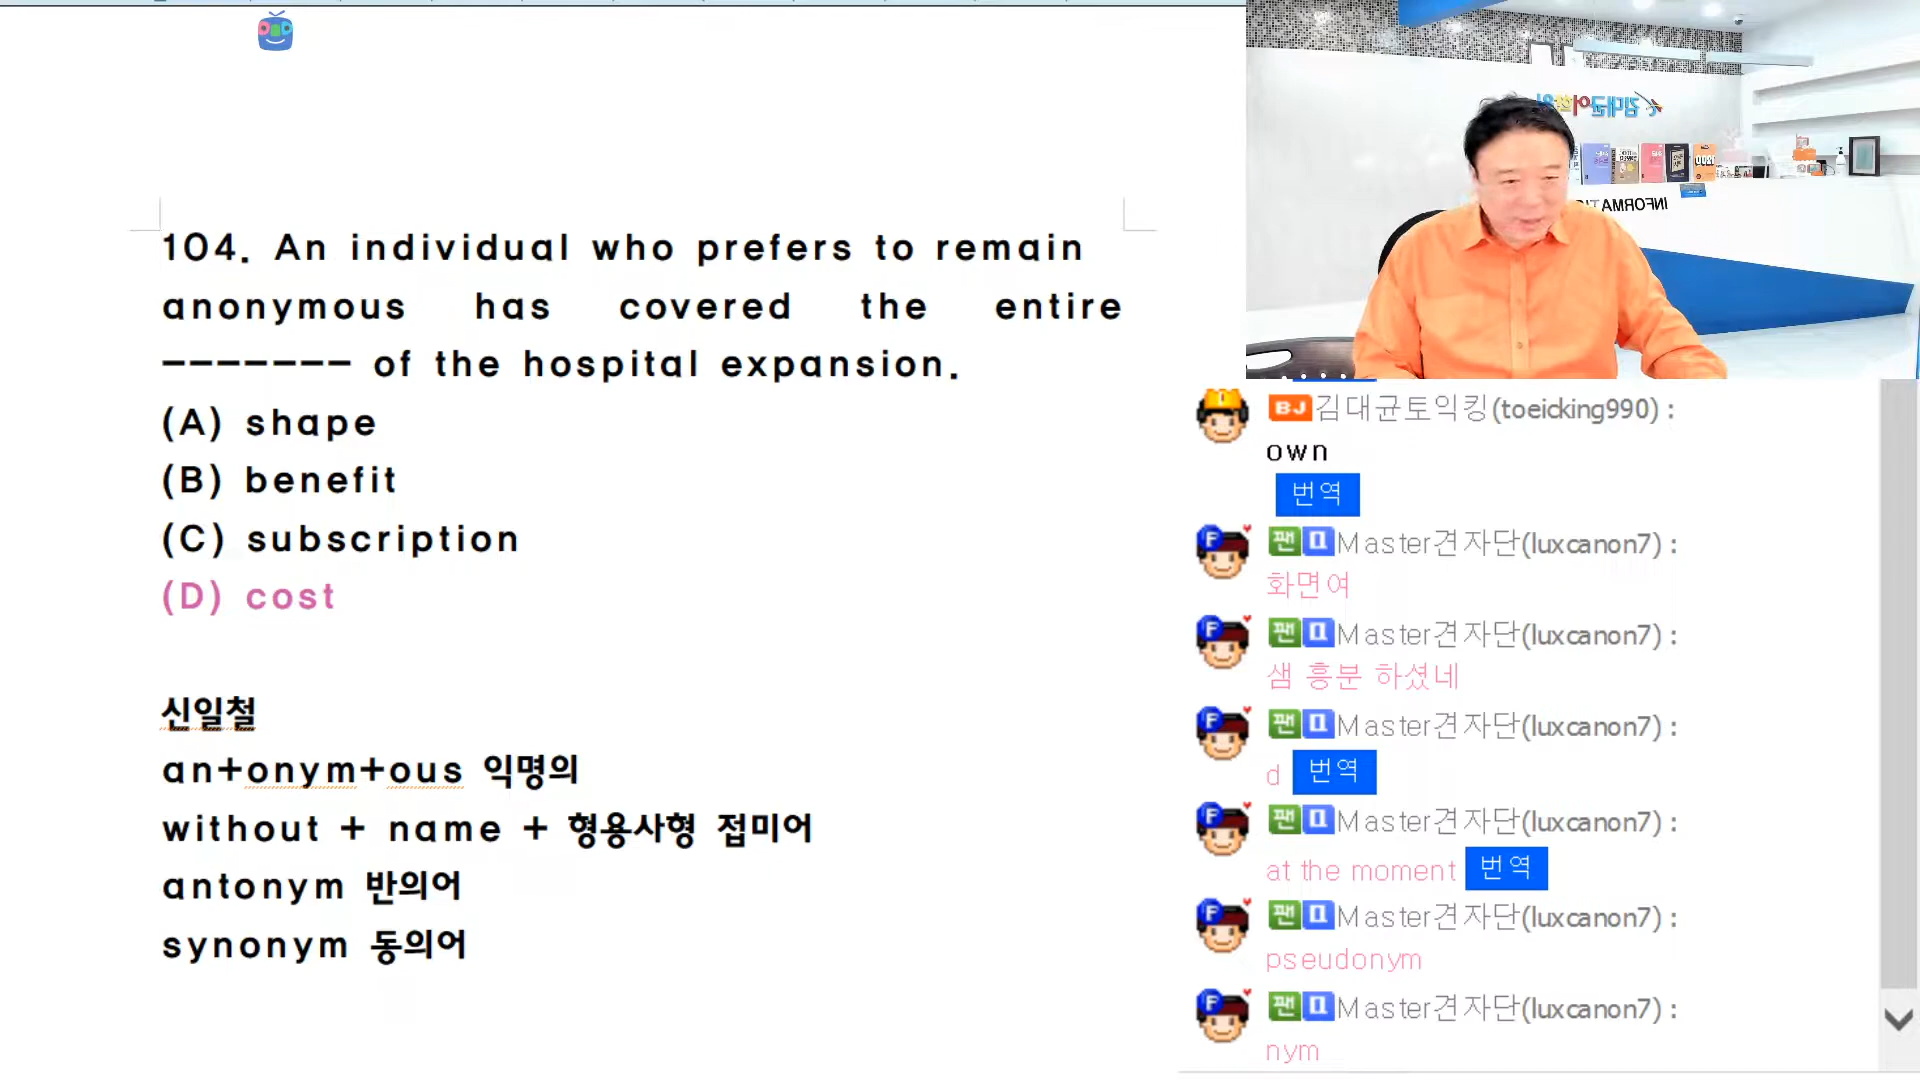 104. An individual who prefers to remain
anonymous has covered the entire
------- of the hospital expansion.
(A) shape
(B) benefit
(C) subscription
(D) cost
신일철
an+onym+ous 익명의
without + name + 형용사형 접미어
antonym 반의어
synonym 동의어
INFORMATI
BJ 김대균토익킹(toeicking990) :
own
번역
팬 Master견자단(luxcanon7) :
화면여
팬 Master견자단(luxcanon7) :
샘 흥분 하셨네
팬 Master견자단(luxcanon7) :
d 번역
팬 Master견자단(luxcanon7) :
at the moment 번역
팬 Master견자단(luxcanon7) :
pseudonym
팬 Master견자단(luxcanon7) :
nym